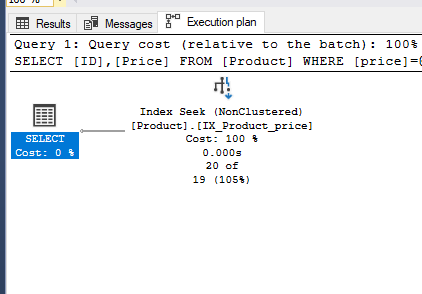 Results Messages Execution plan
Query 1: Query cost (relative to the batch): 100%
SELECT [ID],[Price] FROM [Product] WHERE [price]=
Index Seek (NonClustered)
[Product].[IX_Product_price]
Cost: 100 %
0.000s
20 of
19 (105%)
SELECT
Cost: 0 %